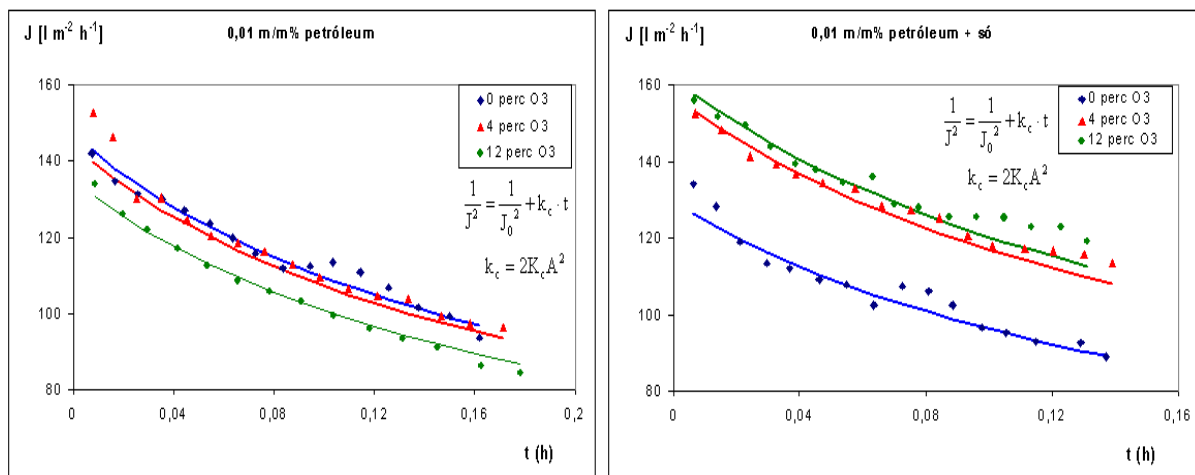 J [l m⁻² h⁻¹]
0,01 m/m% petróleum
160
140
120
100
80
0 perc O3
4 perc O3
12 perc O3
1/J² = 1/J₀² + k_c · t
k_c = 2K_cA²
0
0,04
0,08
0,12
0,16
0,2
t (h)
J [l m⁻² h⁻¹]
0,01 m/m% petróleum + só
160
140
120
100
80
0 perc O3
4 perc O3
12 perc O3
1/J² = 1/J₀² + k_c · t
k_c = 2K_cA²
0
0,04
0,08
0,12
0,16
t (h)